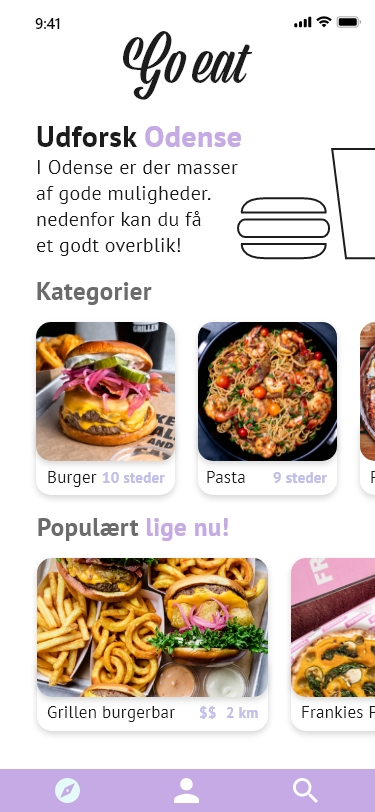 9:41
Go eat
Udforsk Odense
I Odense er der masser
af gode muligheder.
nedenfor kan du få
et godt overblik!
Kategorier
Burger 10 steder
Pasta 9 steder
Populært lige nu!
Grillen burgerbar $$ 2 km
Frankies